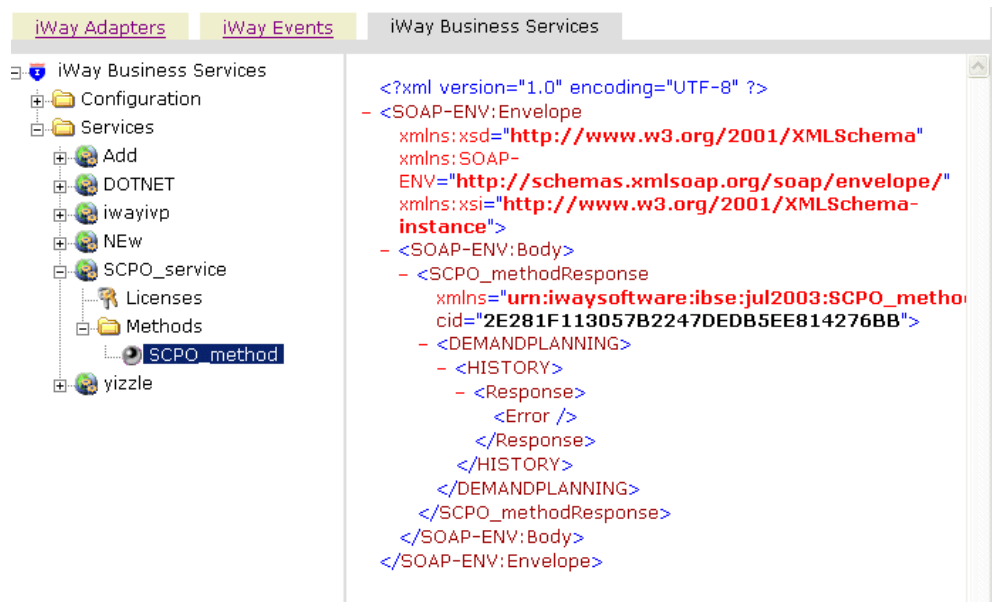 iWay Adapters
iWay Events
iWay Business Services
iWay Business Services
Configuration
Services
Add
DOTNET
iwayivp
NEw
SCPO_service
Licenses
Methods
SCPO_method
yizzle
<?xml version="1.0" encoding="UTF-8" ?>
- <SOAP-ENV:Envelope
xmlns:xsd="http://www.w3.org/2001/XMLSchema"
xmlns:SOAP-
ENV="http://schemas.xmlsoap.org/soap/envelope/"
xmlns:xsi="http://www.w3.org/2001/XMLSchema-
instance">
- <SOAP-ENV:Body>
- <SCPO_methodResponse
xmlns="urn:iwaysoftware:ibse:jul2003:SCPO_metho
cid="2E281F113057B2247DEDB5EE814276BB">
- <DEMANDPLANNING>
- <HISTORY>
- <Response>
<Error />
</Response>
</HISTORY>
</DEMANDPLANNING>
</SCPO_methodResponse>
</SOAP-ENV:Body>
</SOAP-ENV:Envelope>